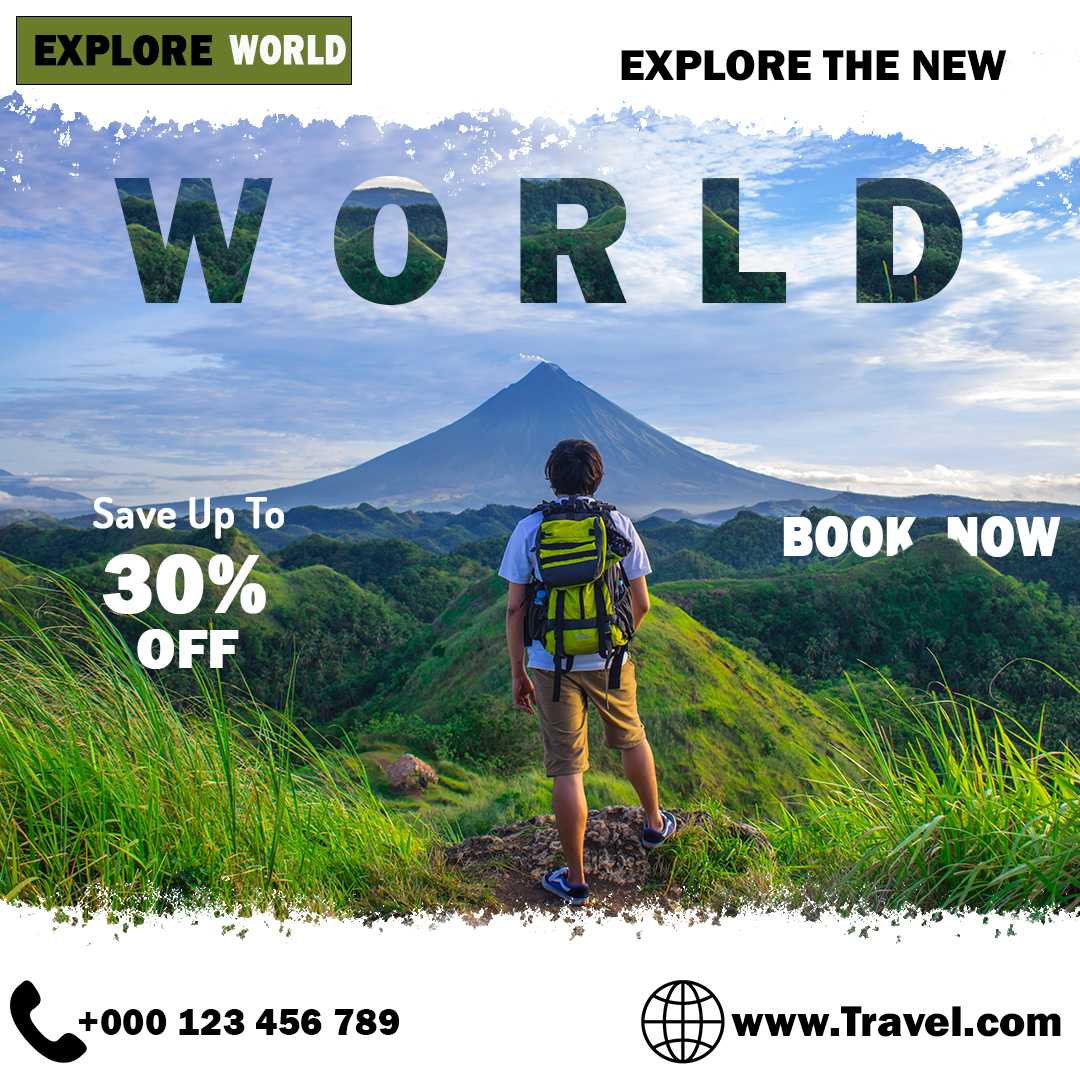 EXPLORE WORLD
EXPLORE THE NEW
WORLD
Save Up To
30%
OFF
BOOK NOW
+000 123 456 789
www.Travel.com